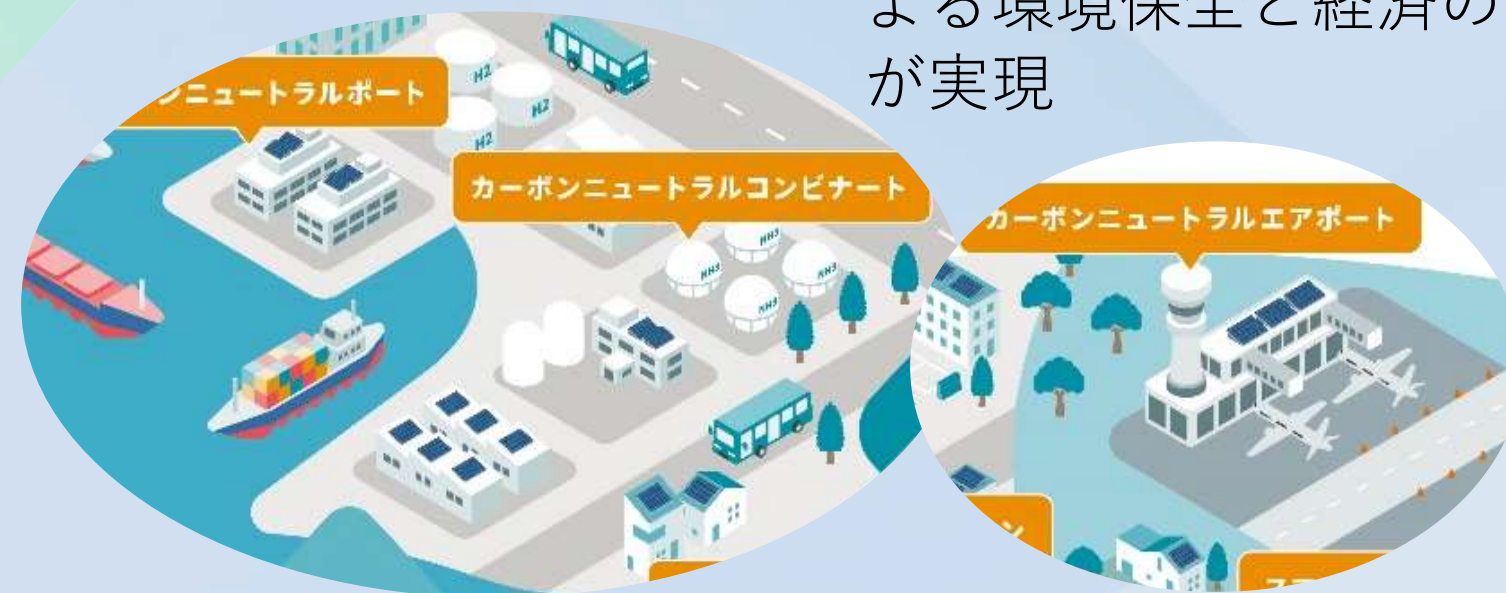 よる環境保全と経済の
が実現
ンニュートラルポート
H2
H2
H2
カーボンニュートラルコンビナート
NH3
NH3
NH3
NH3
カーボンニュートラルエアポート
ン